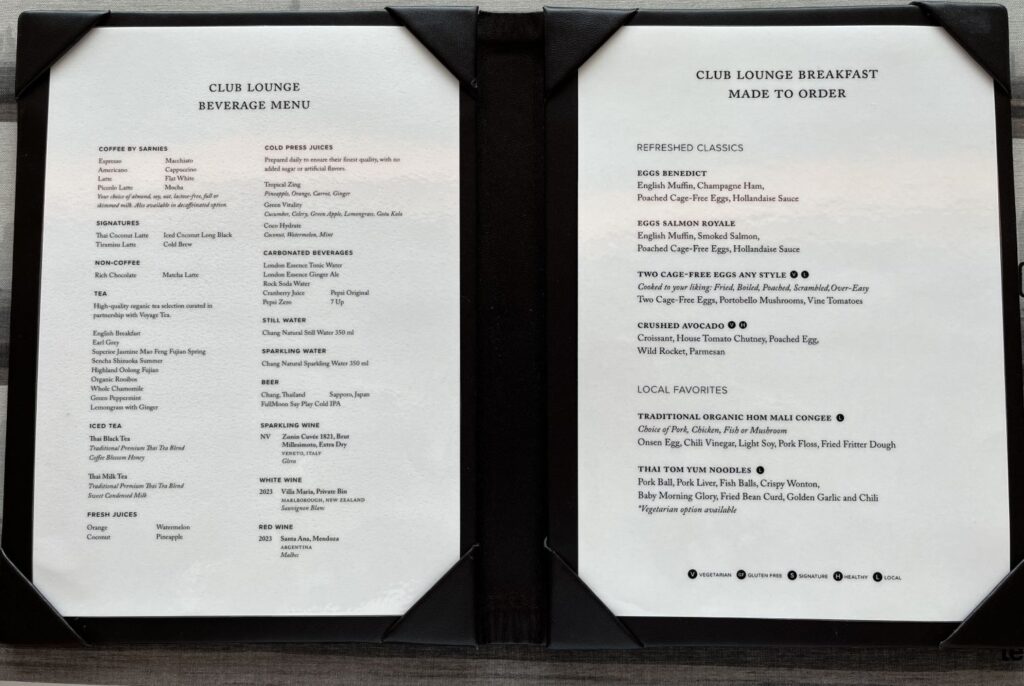 CLUB LOUNGE
BEVERAGE MENU
COFFEE BY SARNIES
Espresso Macchiato
Americano Cappuccino
Latte Flat White
Piccolo Latte Mocha
Your choice of almond, soy, oat, lactose-free, full or
skimmed milk. Also available in decaffeinated option.
SIGNATURES
Thai Coconut Latte Iced Coconut Long Black
Tiramisu Latte Cold Brew
NON-COFFEE
Rich Chocolate Matcha Latte
TEA
High-quality organic tea selection curated in
partnership with Voyage Tea.
English Breakfast
Earl Grey
Superior Jasmine Mao Feng Fujian Spring
Sencha Shizuoka Summer
Highland Oolong Fujian
Organic Rooibos
Whole Chamomile
Green Peppermint
Lemongrass with Ginger
ICED TEA
Thai Black Tea
Traditional Premium Thai Tea Blend
Coffee Blossom Honey
Thai Milk Tea
Traditional Premium Thai Tea Blend
Sweet Condensed Milk
FRESH JUICES
Orange Watermelon
Coconut Pineapple
COLD PRESS JUICES
Prepared daily to ensure their finest quality, with no
added sugar or artificial flavors.
Tropical Zing
Pineapple, Orange, Carrot, Ginger
Green Vitality
Cucumber, Celery, Green Apple, Lemongrass, Gotu Kola
Coco Hydrate
Coconut, Watermelon, Mint
CARBONATED BEVERAGES
London Essence Tonic Water
London Essence Ginger Ale
Rock Soda Water
Cranberry Juice Pepsi Original
Pepsi Zero 7 Up
STILL WATER
Chang Natural Still Water 350 ml
SPARKLING WATER
Chang Natural Sparkling Water 350 ml
BEER
Chang, Thailand Sapporo, Japan
FullMoon Say Play Cold IPA
SPARKLING WINE
NV Zonin Cuvée 1821, Brut
Millesimato, Extra Dry
VENETO, ITALY
Glera
WHITE WINE
2023 Villa Maria, Private Bin
MARLBOROUGH, NEW ZEALAND
Sauvignon Blanc
RED WINE
2023 Santa Ana, Mendoza
ARGENTINA
Malbec
CLUB LOUNGE BREAKFAST
MADE TO ORDER
REFRESHED CLASSICS
EGGS BENEDICT
English Muffin, Champagne Ham,
Poached Cage-Free Eggs, Hollandaise Sauce
EGGS SALMON ROYALE
English Muffin, Smoked Salmon,
Poached Cage-Free Eggs, Hollandaise Sauce
TWO CAGE-FREE EGGS ANY STYLE V L
Cooked to your liking: Fried, Boiled, Poached, Scrambled,Over-Easy
Two Cage-Free Eggs, Portobello Mushrooms, Vine Tomatoes
CRUSHED AVOCADO V H
Croissant, House Tomato Chutney, Poached Egg,
Wild Rocket, Parmesan
LOCAL FAVORITES
TRADITIONAL ORGANIC HOM MALI CONGEE L
Choice of Pork, Chicken, Fish or Mushroom
Onsen Egg, Chili Vinegar, Light Soy, Pork Floss, Fried Fritter Dough
THAI TOM YUM NOODLES L
Pork Ball, Pork Liver, Fish Balls, Crispy Wonton,
Baby Morning Glory, Fried Bean Curd, Golden Garlic and Chili
*Vegetarian option available
V VEGETARIAN GF GLUTEN FREE S SIGNATURE H HEALTHY L LOCAL